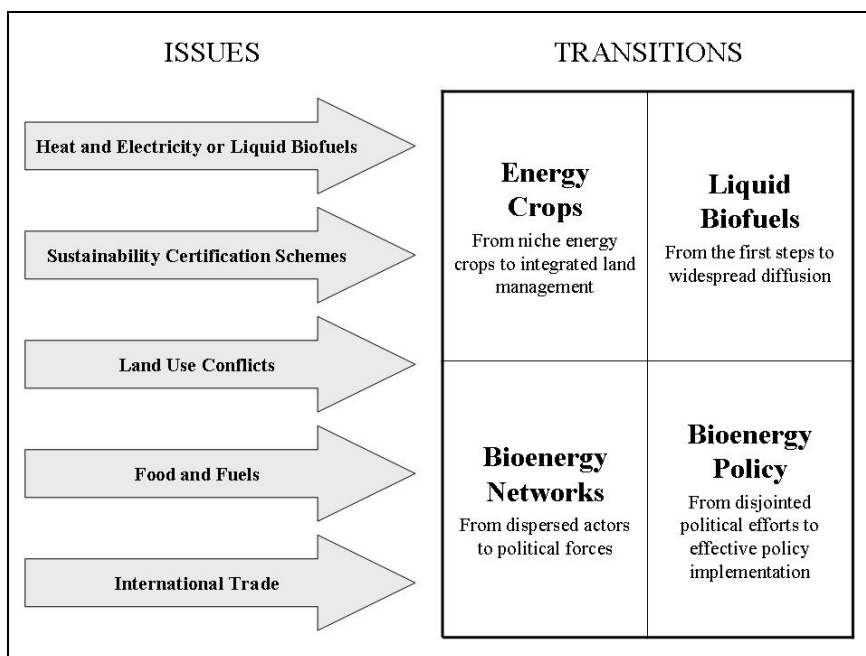 ISSUES
Heat and Electricity or Liquid Biofuels
Sustainability Certification Schemes
Land Use Conflicts
Food and Fuels
International Trade
TRANSITIONS
Energy
Crops
From niche energy
crops to integrated land
management
Liquid
Biofuels
From the first steps to
widespread diffusion
Bioenergy
Networks
From dispersed actors
to political forces
Bioenergy
Policy
From disjointed
political efforts to
effective policy
implementation